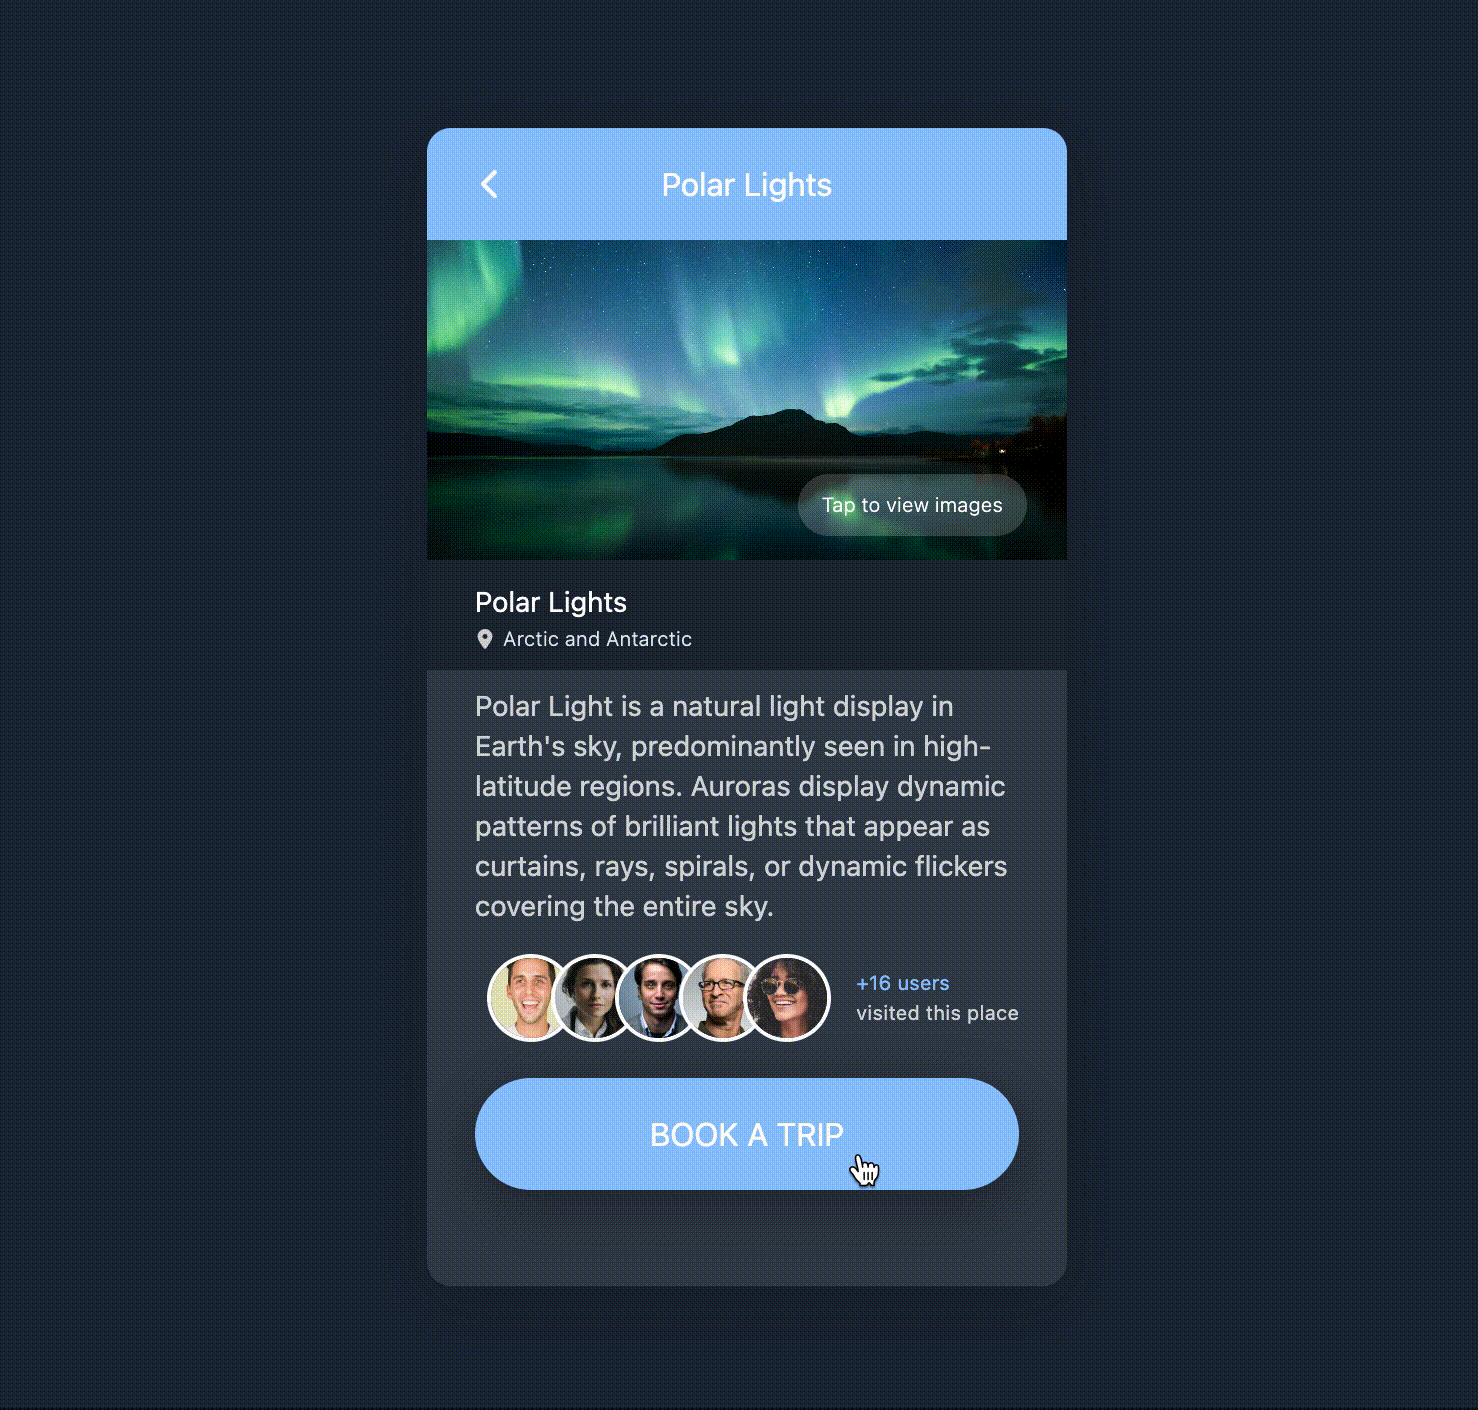 Polar Lights
Tap to view images
Polar Lights
Arctic and Antarctic
Polar Light is a natural light display in
Earth's sky, predominantly seen in high-
latitude regions. Auroras display dynamic
patterns of brilliant lights that appear as
curtains, rays, spirals, or dynamic flickers
covering the entire sky.
+16 users
visited this place
BOOK A TRIP